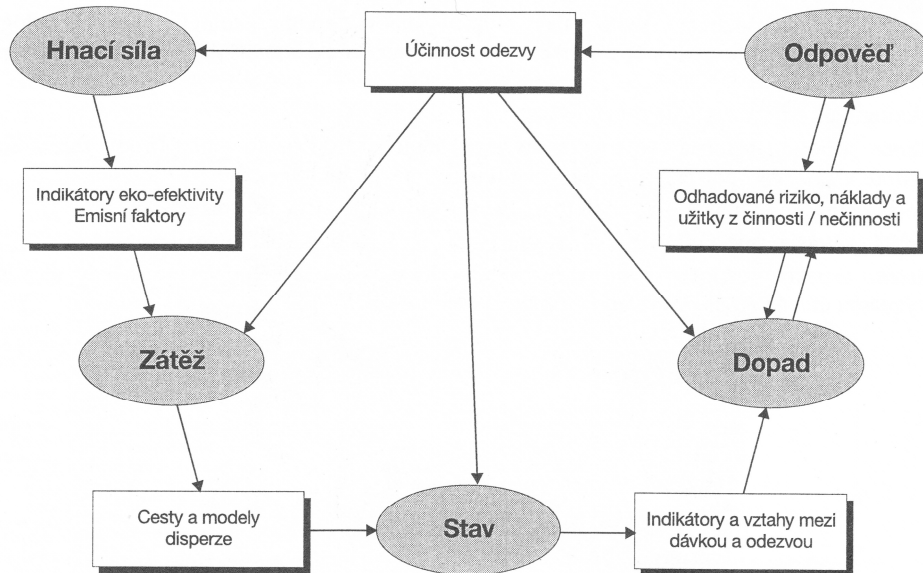 Hnací síla
Účinnost odezvy
Odpověď
Indikátory eko-efektivity
Emisní faktory
Odhadované riziko, náklady a
užitky z činnosti / nečinnosti
Zátěž
Dopad
Cesty a modely
disperze
Stav
Indikátory a vztahy mezi
dávkou a odezvou